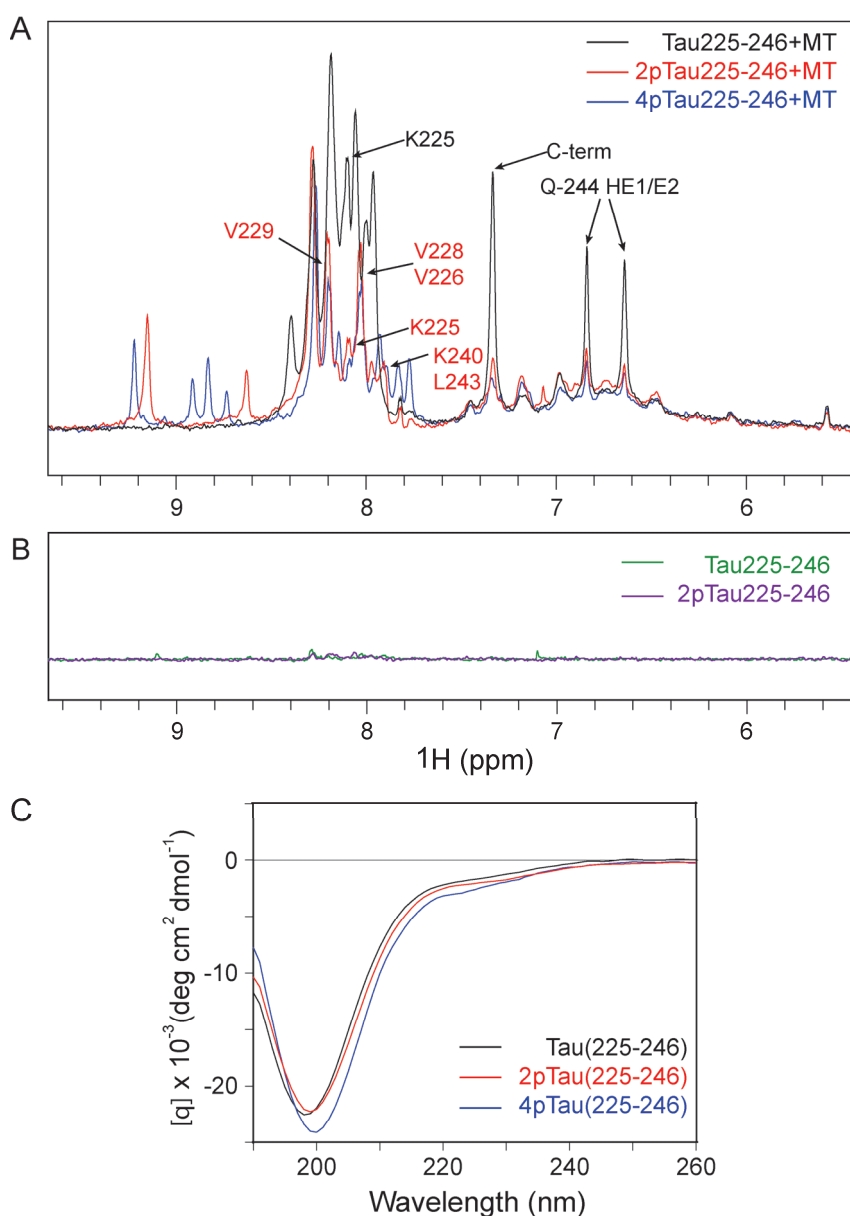 A
Tau225-246+MT
2pTau225-246+MT
4pTau225-246+MT
K225
C-term
Q-244 HE1/E2
V229
V228
V226
K225
K240
L243
9 8 7 6
B
Tau225-246
2pTau225-246
9 8 7 6
1H (ppm)
C
0
-10
-20
[q] x 10⁻³(deg cm² dmol⁻¹)
Tau(225-246)
2pTau(225-246)
4pTau(225-246)
200 220 240 260
Wavelength (nm)